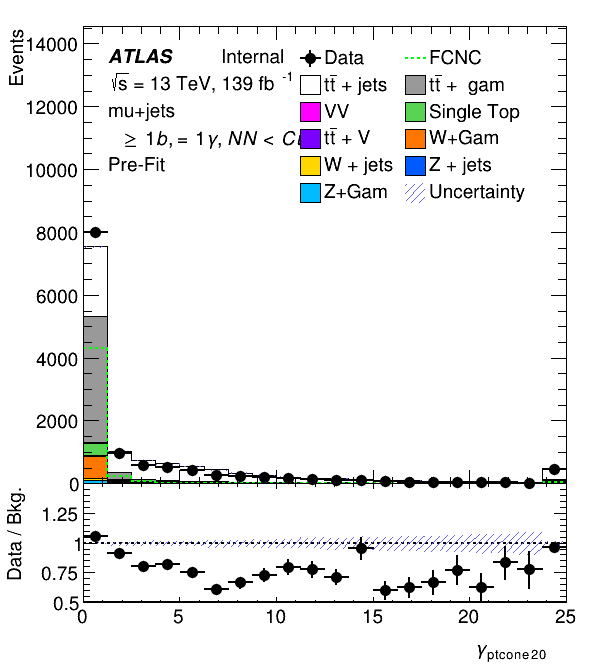 Events
14000
12000
10000
8000
6000
4000
2000
0
ATLAS Internal
√s = 13 TeV, 139 fb⁻¹
mu+jets
≥ 1b, = 1γ, NN <
Pre-Fit
Data
FCNC
tt̄ + jets
tt̄ + gam
VV
Single Top
tt̄ + V
W+Gam
W + jets
Z + jets
Z+Gam
Uncertainty
Data / Bkg.
1.25
1
0.75
0.5
0 5 10 15 20 25
γptcone20